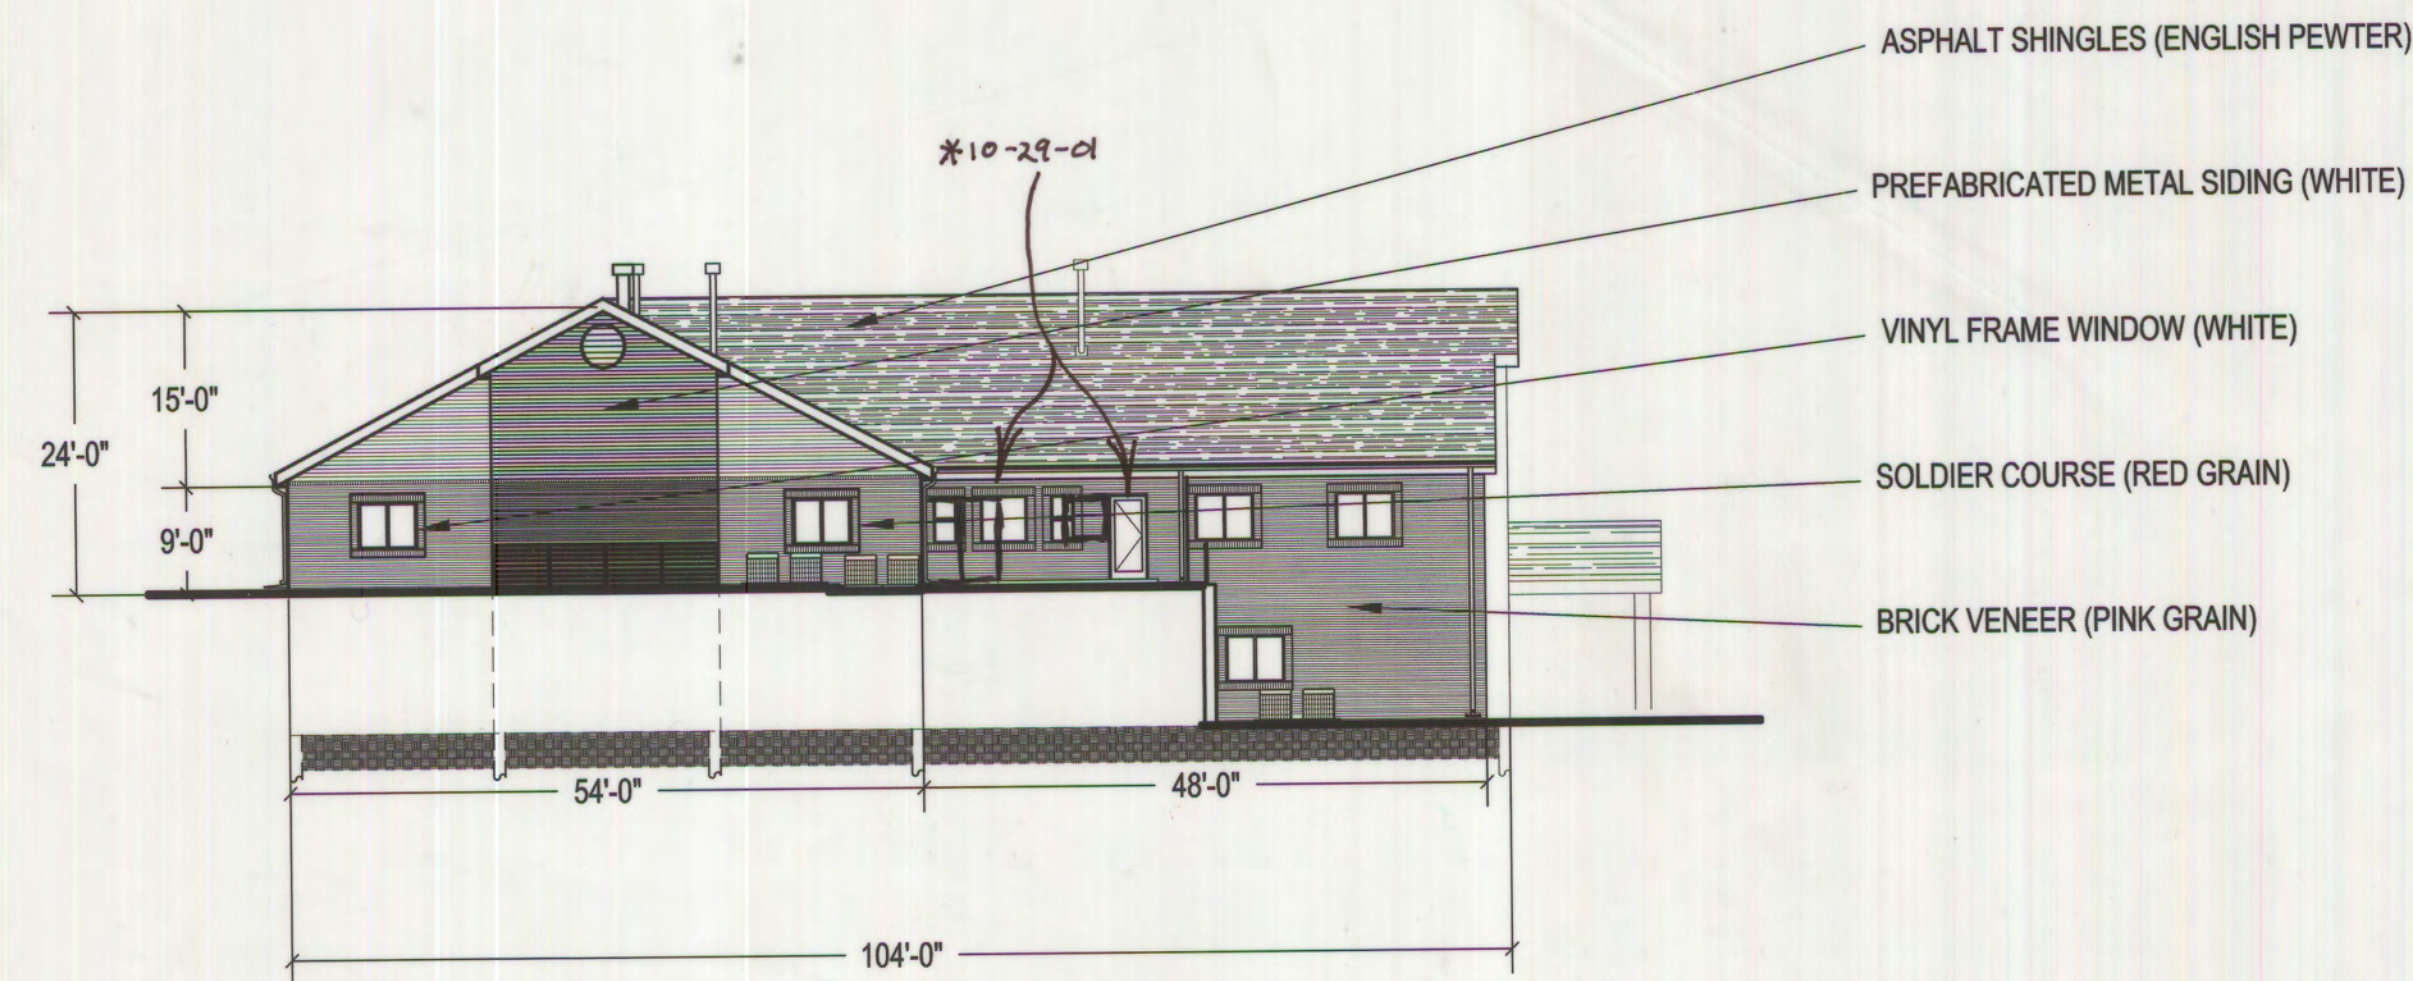 ASPHALT SHINGLES (ENGLISH PEWTER)
*10-29-01
PREFABRICATED METAL SIDING (WHITE)
VINYL FRAME WINDOW (WHITE)
15'-0"
24'-0"
SOLDIER COURSE (RED GRAIN)
9'-0"
BRICK VENEER (PINK GRAIN)
54'-0"
48'-0"
104'-0"